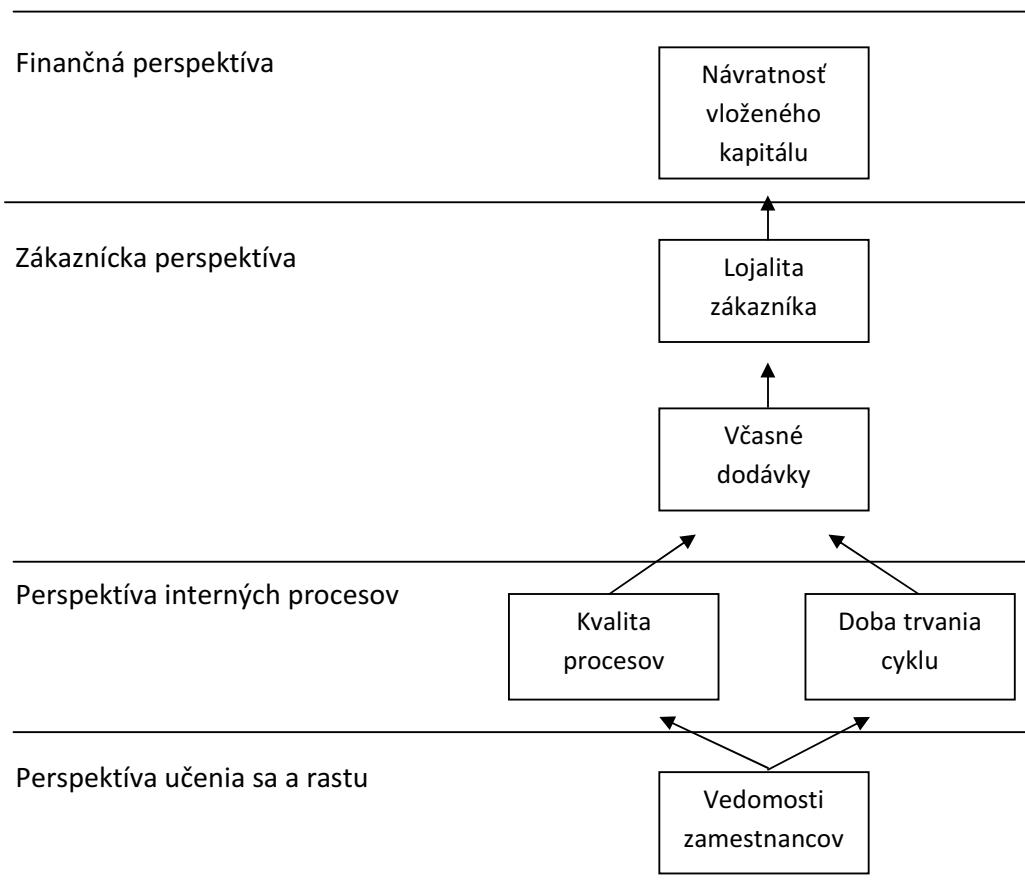 Finančná perspektíva
Návratnosť
vloženého
kapitálu
Zákaznícka perspektíva
Lojalita
zákazníka
Včasné
dodávky
Perspektíva interných procesov
Kvalita
procesov
Doba trvania
cyklu
Perspektíva učenia sa a rastu
Vedomosti
zamestnancov